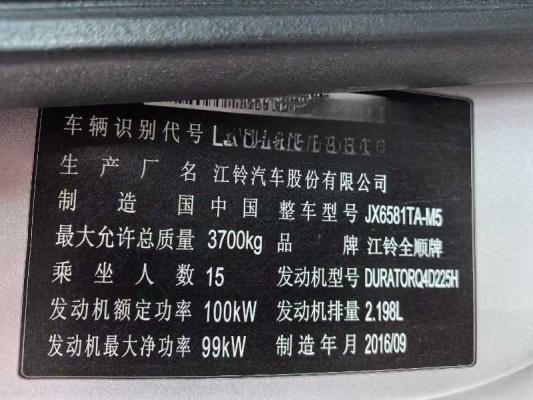 车辆识别代号
生产厂名 江铃汽车股份有限公司
制造国 中国 整车型号 JX6581TA-M5
最大允许总质量 3700kg 品牌 江铃全顺牌
乘坐人数 15 发动机型号 DURATORQ4D225H
发动机额定功率 100kW 发动机排量 2.198L
发动机最大净功率 99kW 制造年月 2016/09